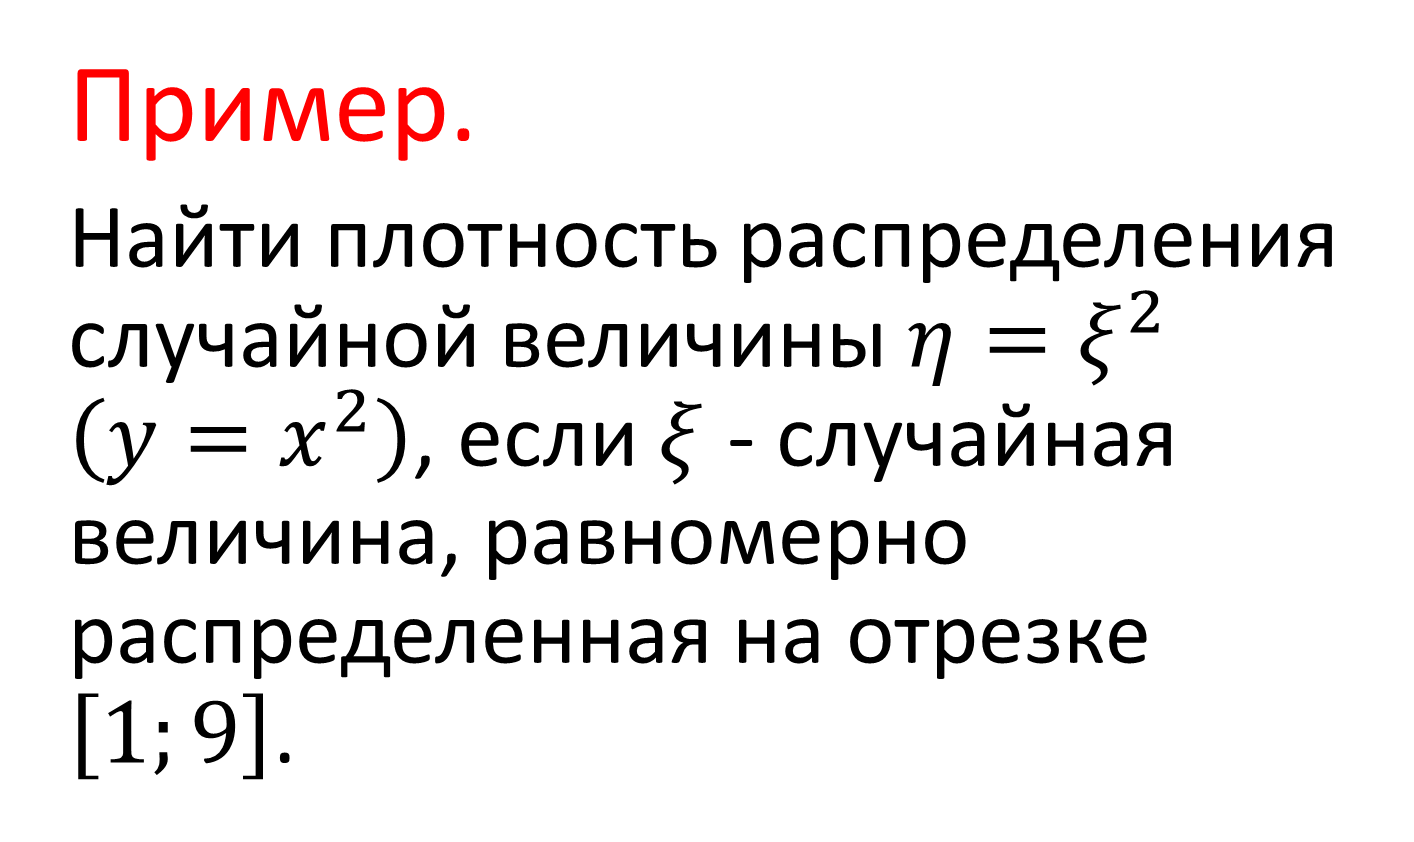 Пример.
Найти плотность распределения
случайной величины η = ξ²
(y = x²), если ξ - случайная
величина, равномерно
распределенная на отрезке
[1; 9].